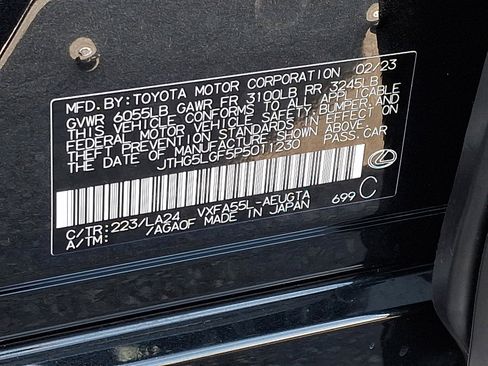 MFD. BY: TOYOTA MOTOR CORPORATION 02/23
GVWR 6055LB GAWR FR 3100LB RR 3245LB
THIS VEHICLE CONFORMS TO ALL APPLICABLE
FEDERAL MOTOR VEHICLE SAFETY, BUMPER, AND
THEFT PREVENTION STANDARDS IN EFFECT ON
THE DATE OF MANUFACTURE SHOWN ABOVE.
JTHG5LGF5P5011230 PASS.CAR
C/TR: 223/LA24 VXFA55L-AEUGTA 699 C
A/TM: /AGA0F MADE IN JAPAN